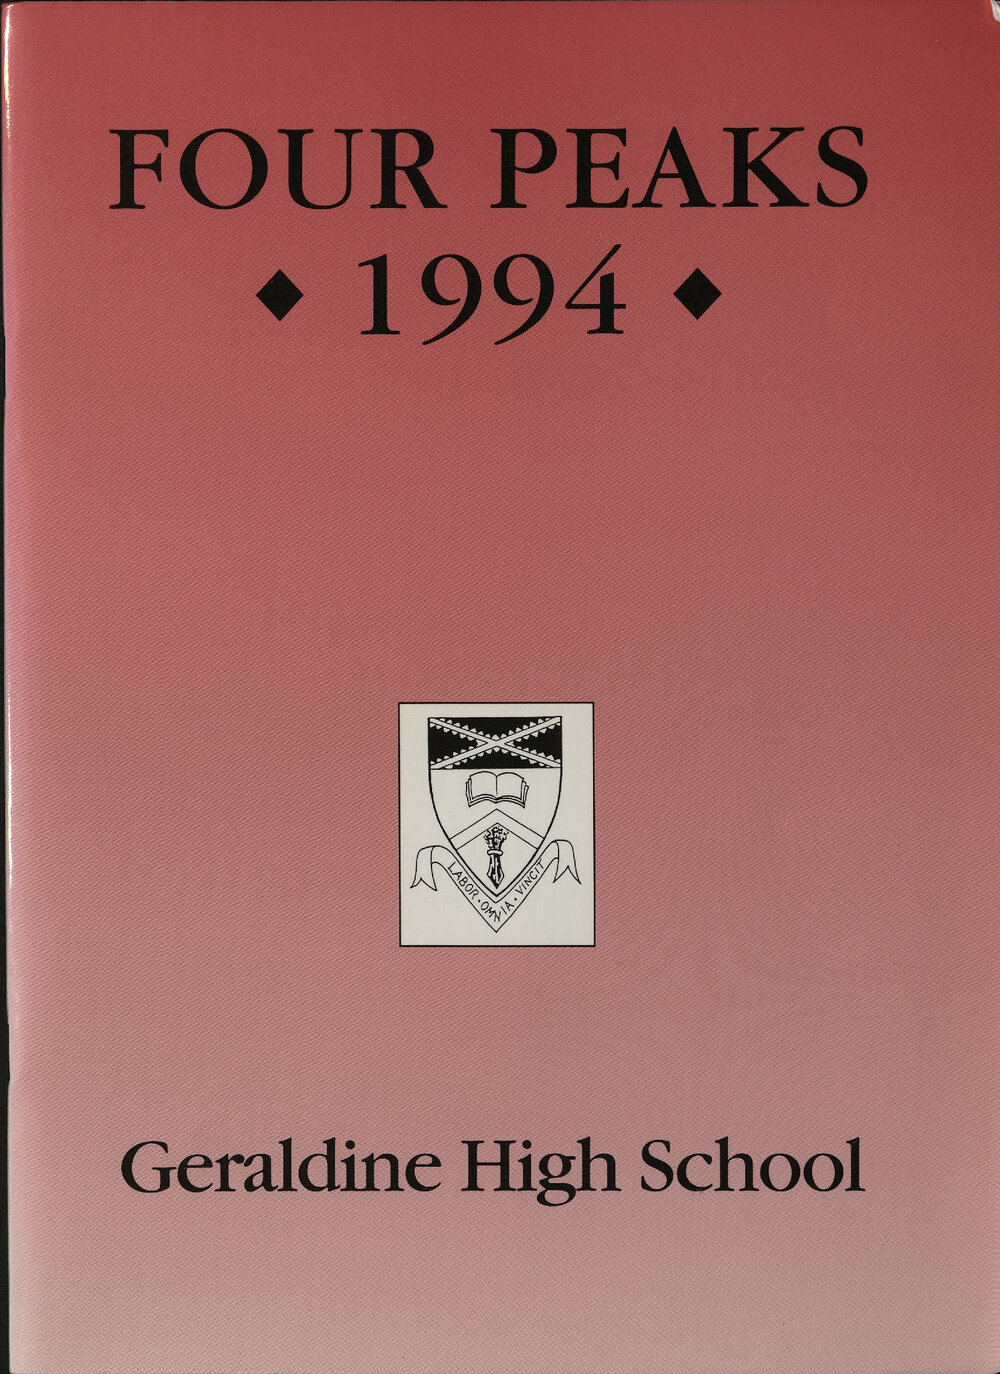 FOUR PEAKS
◆ 1994 ◆
LABOR · OMNIA · VINCIT
Geraldine High School